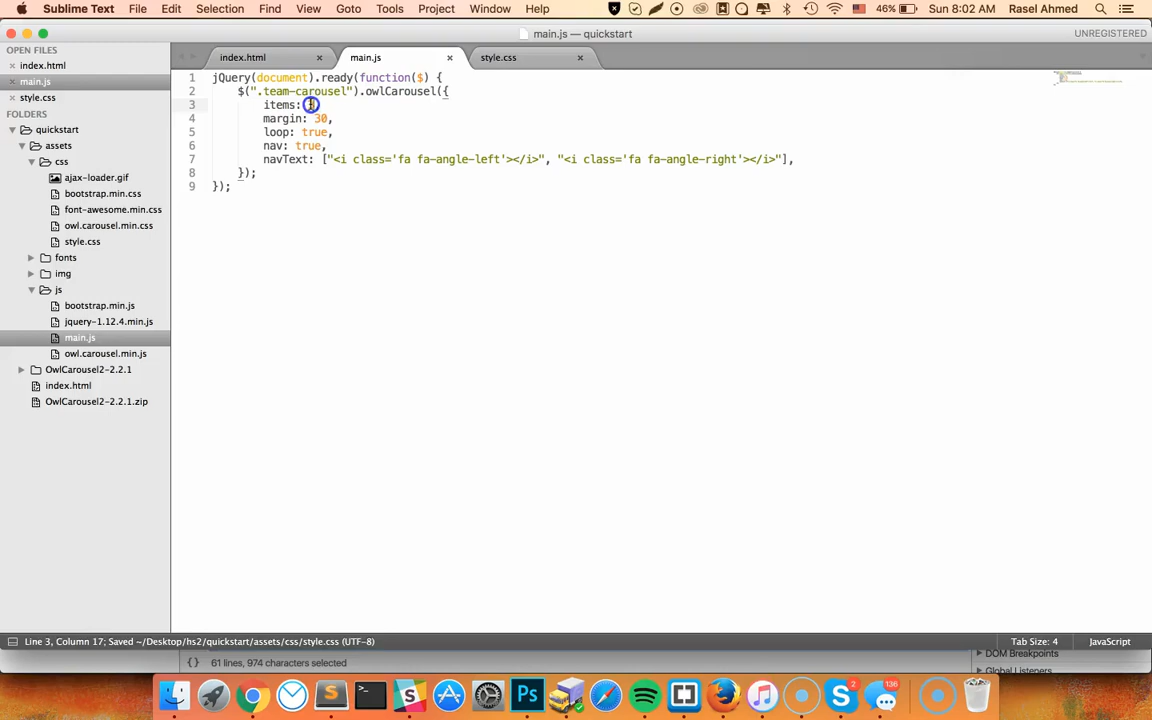 Sublime Text File Edit Selection Find View Goto Tools Project Window Help 46% Sun 8:02 AM Rasel Ahmed
main.js — quickstart UNREGISTERED
OPEN FILES
index.html
main.js
style.css
FOLDERS
quickstart
assets
css
ajax-loader.gif
bootstrap.min.css
font-awesome.min.css
owl.carousel.min.css
style.css
fonts
img
js
bootstrap.min.js
jquery-1.12.4.min.js
main.js
owl.carousel.min.js
OwlCarousel2-2.2.1
index.html
OwlCarousel2-2.2.1.zip
index.html main.js style.css
1 jQuery(document).ready(function($) {
2 $(".team-carousel").owlCarousel({
3 items:
4 margin: 30,
5 loop: true,
6 nav: true,
7 navText: ["<i class='fa fa-angle-left'></i>", "<i class='fa fa-angle-right'></i>"],
8 });
9 });
Line 3, Column 17; Saved ~/Desktop/hs2/quickstart/assets/css/style.css (UTF-8) Tab Size: 4 JavaScript
{} 61 lines, 974 characters selected
DOM Breakpoints
Global Listeners
Ps
2
136